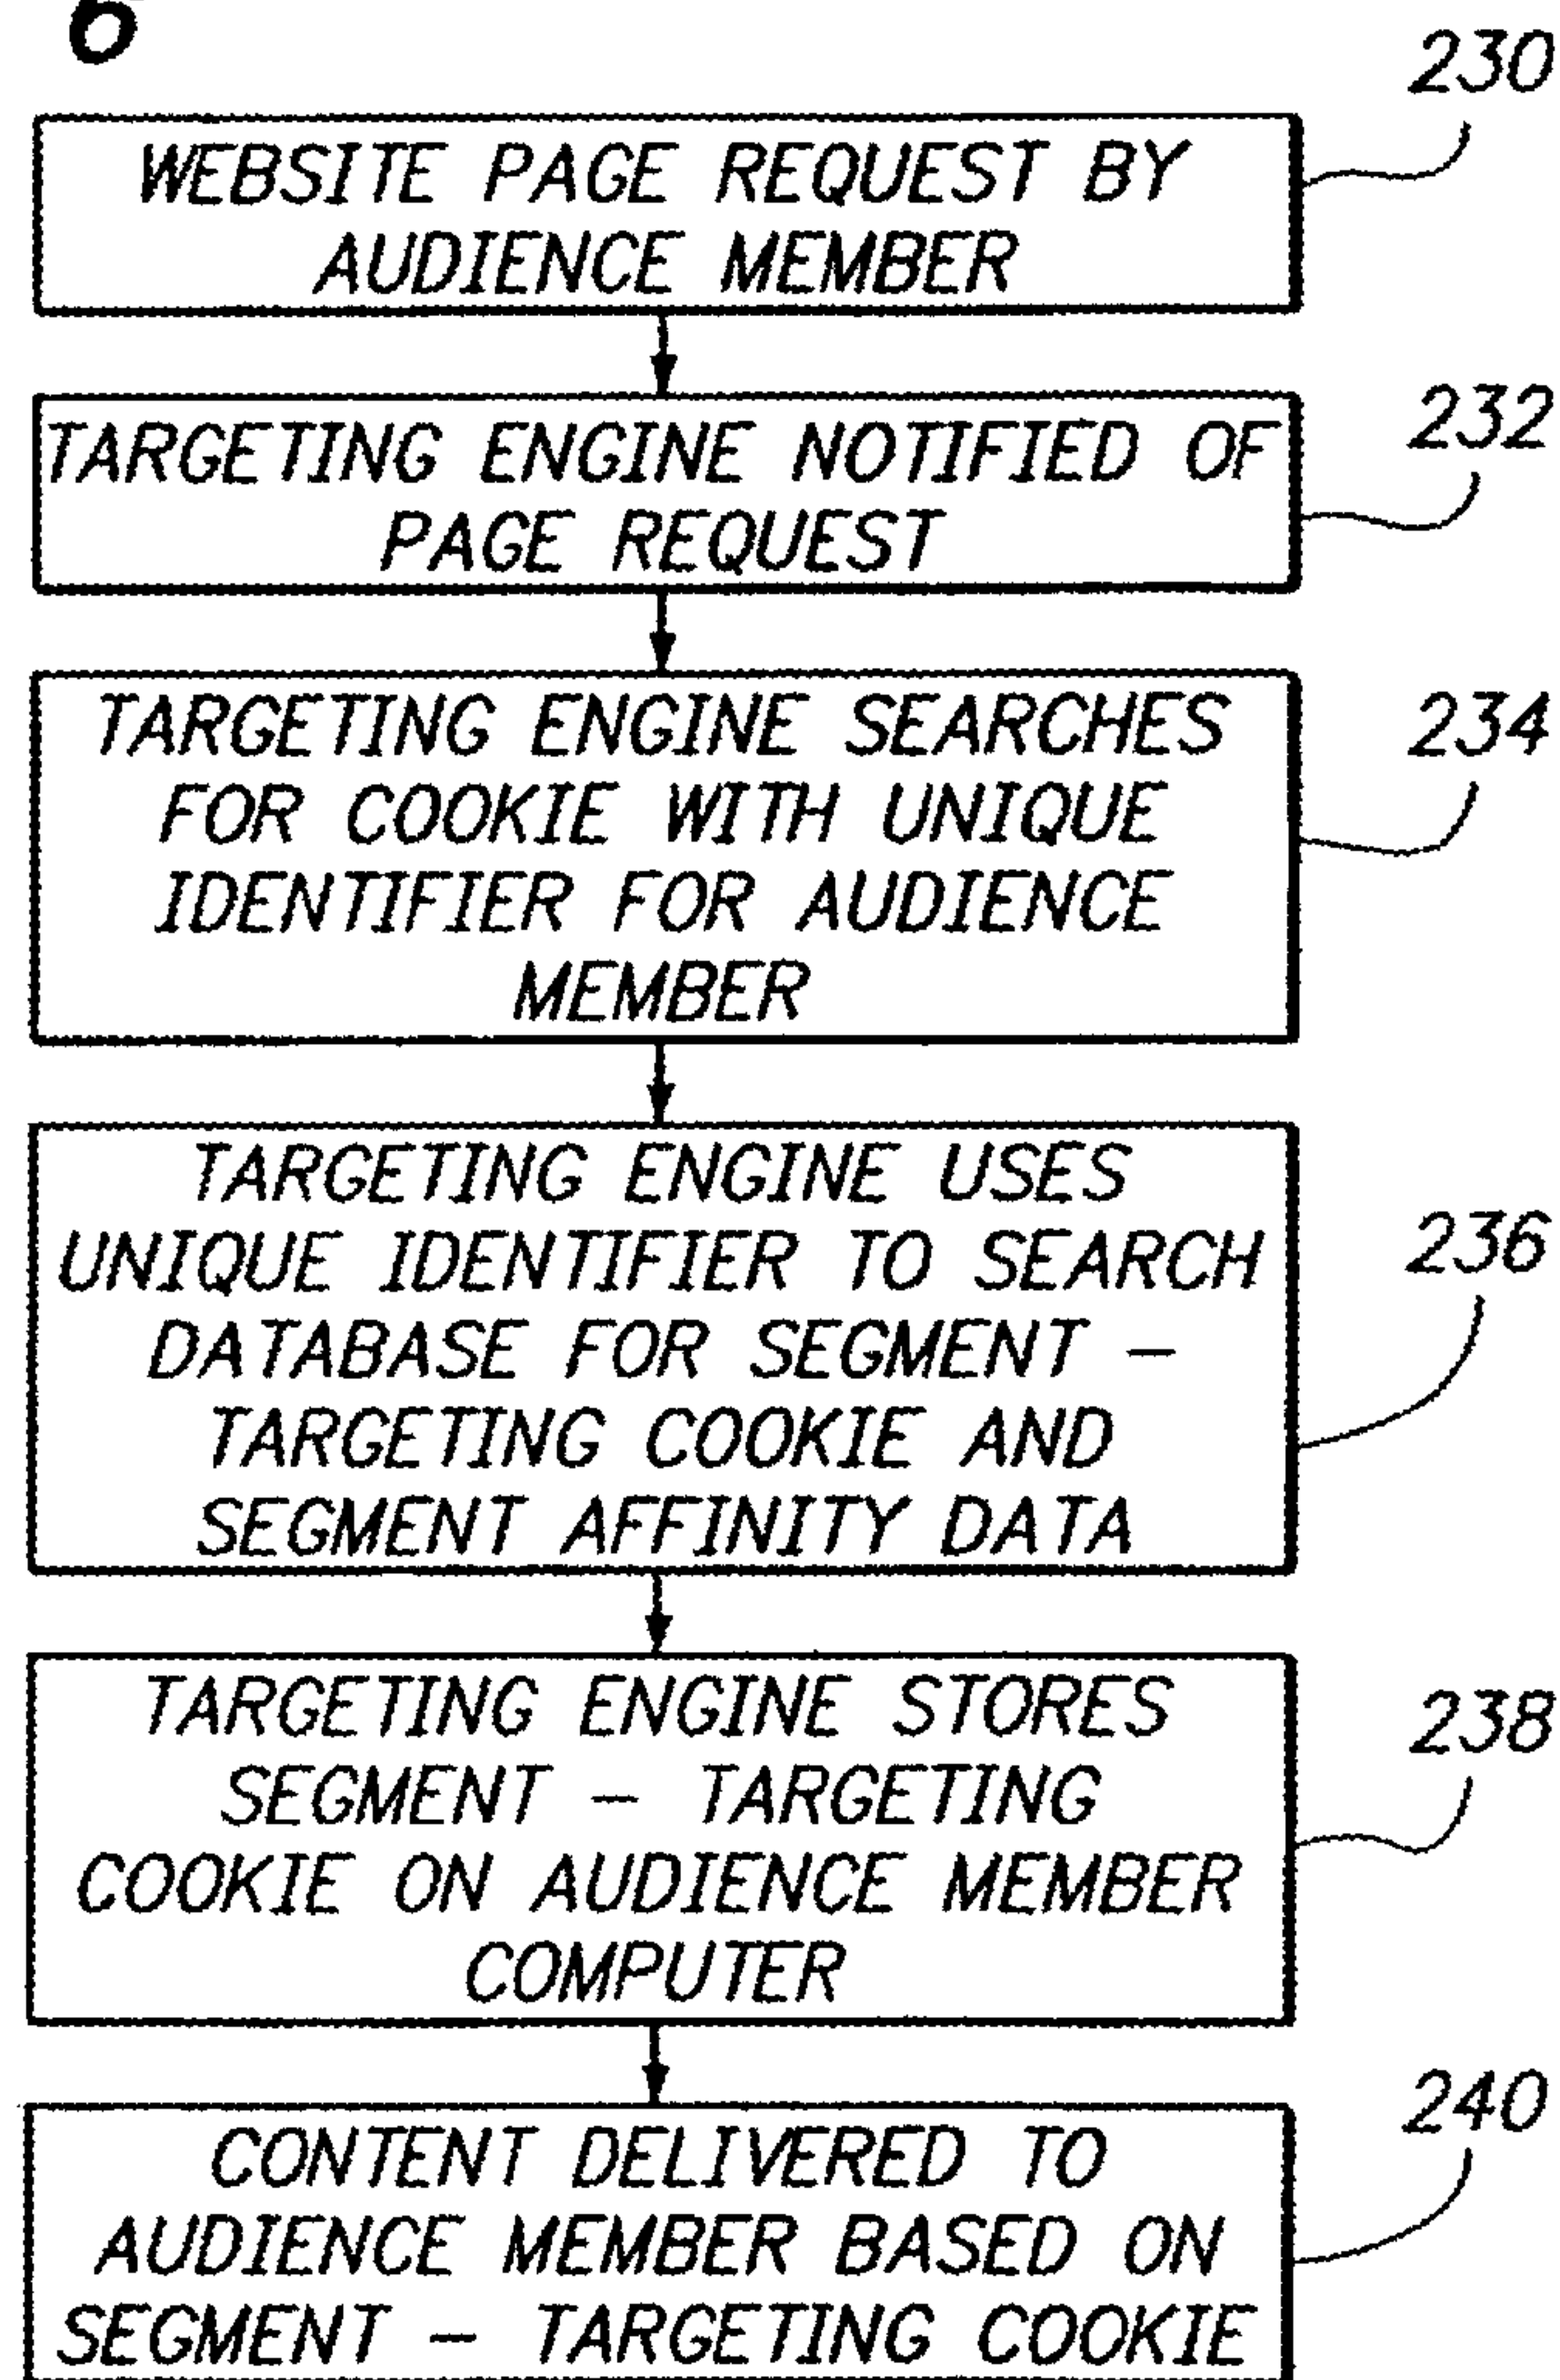 6
230
WEBSITE PAGE REQUEST BY
AUDIENCE MEMBER
232
TARGETING ENGINE NOTIFIED OF
PAGE REQUEST
234
TARGETING ENGINE SEARCHES
FOR COOKIE WITH UNIQUE
IDENTIFIER FOR AUDIENCE
MEMBER
236
TARGETING ENGINE USES
UNIQUE IDENTIFIER TO SEARCH
DATABASE FOR SEGMENT –
TARGETING COOKIE AND
SEGMENT AFFINITY DATA
238
TARGETING ENGINE STORES
SEGMENT – TARGETING
COOKIE ON AUDIENCE MEMBER
COMPUTER
240
CONTENT DELIVERED TO
AUDIENCE MEMBER BASED ON
SEGMENT – TARGETING COOKIE